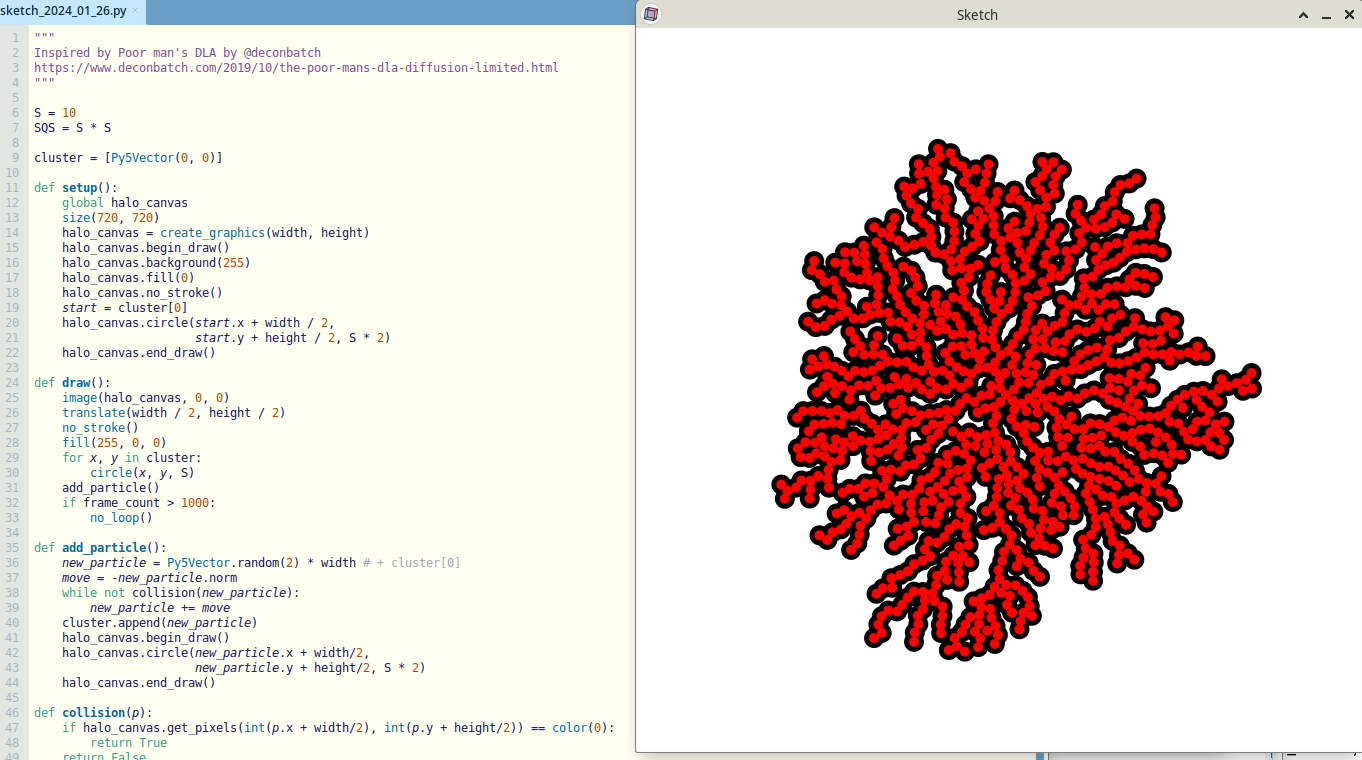 sketch_2024_01_26.py ×
Sketch
1 """
2 Inspired by Poor man's DLA by @deconbatch
3 https://www.deconbatch.com/2019/10/the-poor-mans-dla-diffusion-limited.html
4 """
5
6 S = 10
7 SQS = S * S
8
9 cluster = [Py5Vector(0, 0)]
10
11 def setup():
12     global halo_canvas
13     size(720, 720)
14     halo_canvas = create_graphics(width, height)
15     halo_canvas.begin_draw()
16     halo_canvas.background(255)
17     halo_canvas.fill(0)
18     halo_canvas.no_stroke()
19     start = cluster[0]
20     halo_canvas.circle(start.x + width / 2,
21                        start.y + height / 2, S * 2)
22     halo_canvas.end_draw()
23
24 def draw():
25     image(halo_canvas, 0, 0)
26     translate(width / 2, height / 2)
27     no_stroke()
28     fill(255, 0, 0)
29     for x, y in cluster:
30         circle(x, y, S)
31     add_particle()
32     if frame_count > 1000:
33         no_loop()
34
35 def add_particle():
36     new_particle = Py5Vector.random(2) * width # + cluster[0]
37     move = -new_particle.norm
38     while not collision(new_particle):
39         new_particle += move
40     cluster.append(new_particle)
41     halo_canvas.begin_draw()
42     halo_canvas.circle(new_particle.x + width/2,
43                        new_particle.y + height/2, S * 2)
44     halo_canvas.end_draw()
45
46 def collision(p):
47     if halo_canvas.get_pixels(int(p.x + width/2), int(p.y + height/2)) == color(0):
48         return True
49     return False